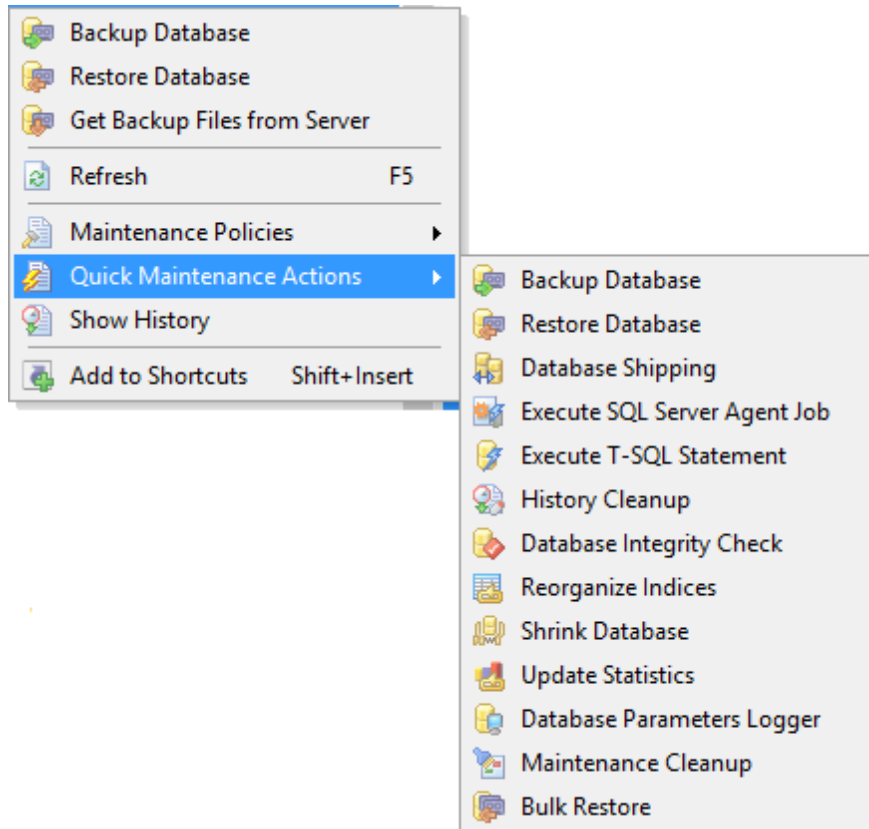 Backup Database
Restore Database
Get Backup Files from Server
Refresh F5
Maintenance Policies
Quick Maintenance Actions
Show History
Add to Shortcuts Shift+Insert
Backup Database
Restore Database
Database Shipping
Execute SQL Server Agent Job
Execute T-SQL Statement
History Cleanup
Database Integrity Check
Reorganize Indices
Shrink Database
Update Statistics
Database Parameters Logger
Maintenance Cleanup
Bulk Restore